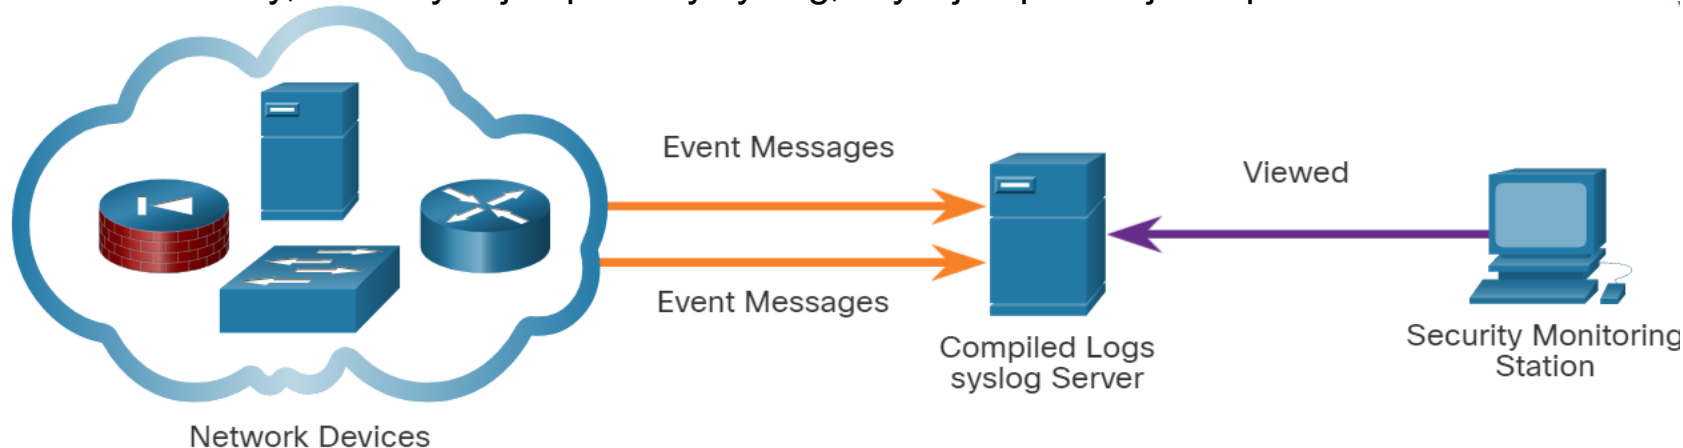 Event Messages
Viewed
Event Messages
Compiled Logs
syslog Server
Security Monitoring
Station
Network Devices